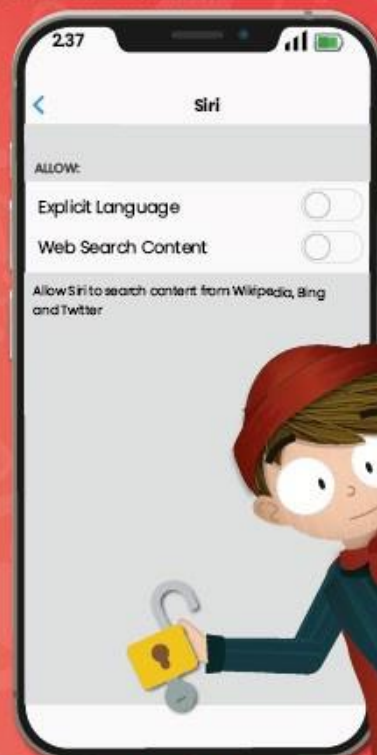 2.37
Siri
ALLOW:
Explicit Language
Web Search Content
Allow Siri to search content from Wikipedia, Bing
and Twitter